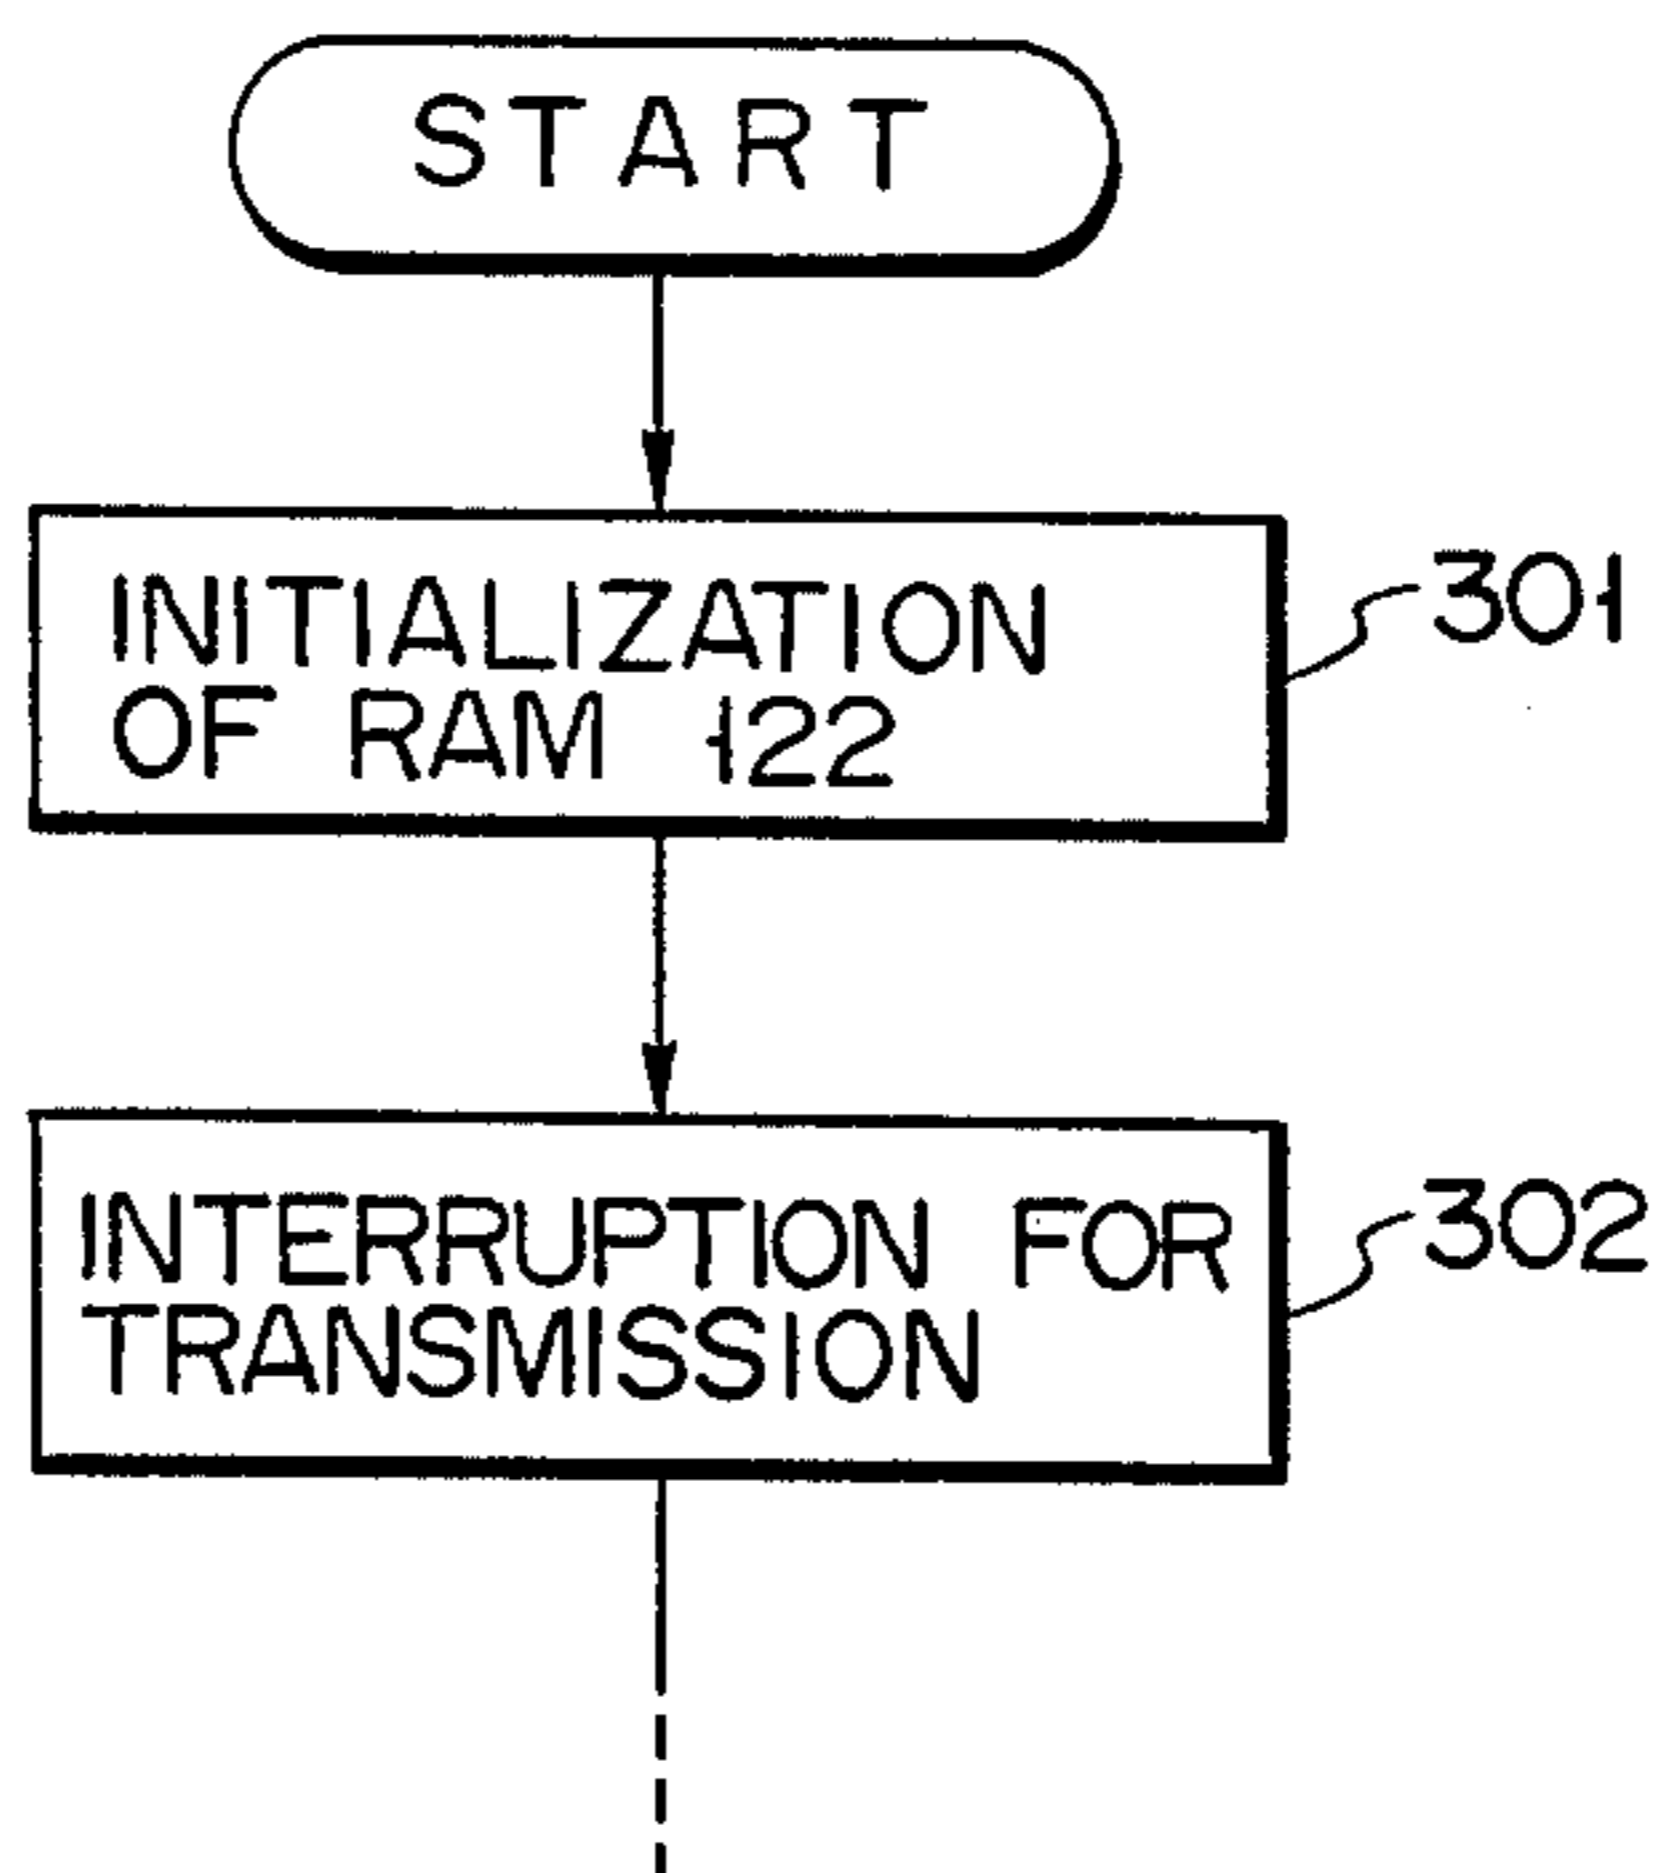 START
INITIALIZATION
OF RAM 122
301
INTERRUPTION FOR
TRANSMISSION
302